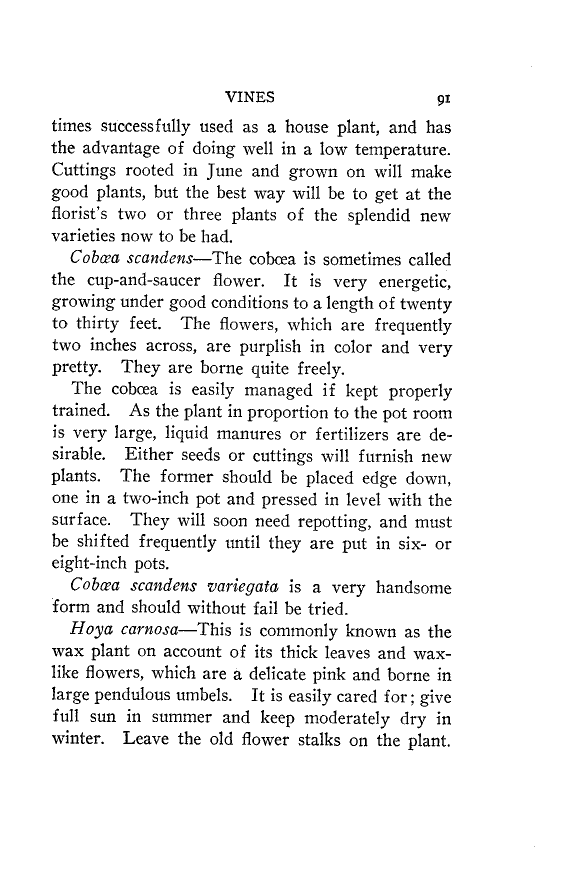 VINES 91
times successfully used as a house plant, and has
the advantage of doing well in a low temperature.
Cuttings rooted in June and grown on will make
good plants, but the best way will be to get at the
florist's two or three plants of the splendid new
varieties now to be had.
Cobœa scandens—The cobœa is sometimes called
the cup-and-saucer flower. It is very energetic,
growing under good conditions to a length of twenty
to thirty feet. The flowers, which are frequently
two inches across, are purplish in color and very
pretty. They are borne quite freely.
The cobœa is easily managed if kept properly
trained. As the plant in proportion to the pot room
is very large, liquid manures or fertilizers are de-
sirable. Either seeds or cuttings will furnish new
plants. The former should be placed edge down,
one in a two-inch pot and pressed in level with the
surface. They will soon need repotting, and must
be shifted frequently until they are put in six- or
eight-inch pots.
Cobœa scandens variegata is a very handsome
form and should without fail be tried.
Hoya carnosa—This is commonly known as the
wax plant on account of its thick leaves and wax-
like flowers, which are a delicate pink and borne in
large pendulous umbels. It is easily cared for; give
full sun in summer and keep moderately dry in
winter. Leave the old flower stalks on the plant.